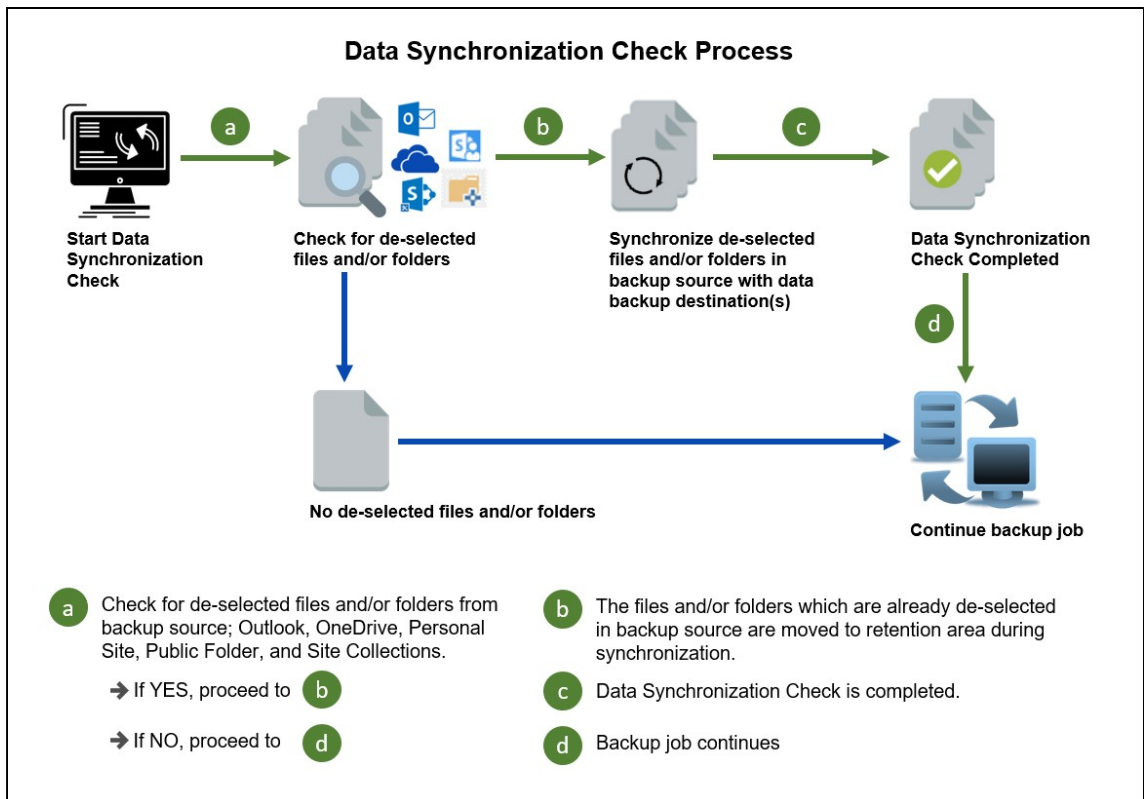 Data Synchronization Check Process
a
b
c
Start Data
Synchronization
Check
Check for de-selected
files and/or folders
Synchronize de-selected
files and/or folders in
backup source with data
backup destination(s)
Data Synchronization
Check Completed
d
No de-selected files and/or folders
Continue backup job
a Check for de-selected files and/or folders from
backup source; Outlook, OneDrive, Personal
Site, Public Folder, and Site Collections.
➔ If YES, proceed to b
➔ If NO, proceed to d
b The files and/or folders which are already de-selected
in backup source are moved to retention area during
synchronization.
c Data Synchronization Check is completed.
d Backup job continues